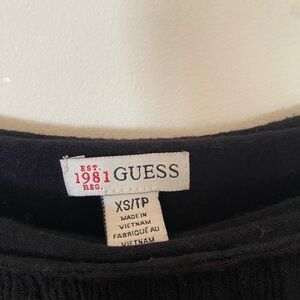 EST.
1981 GUESS
REG.
XS/TP
MADE IN
VIETNAM
FABRIQUÉ AU
VIETNAM